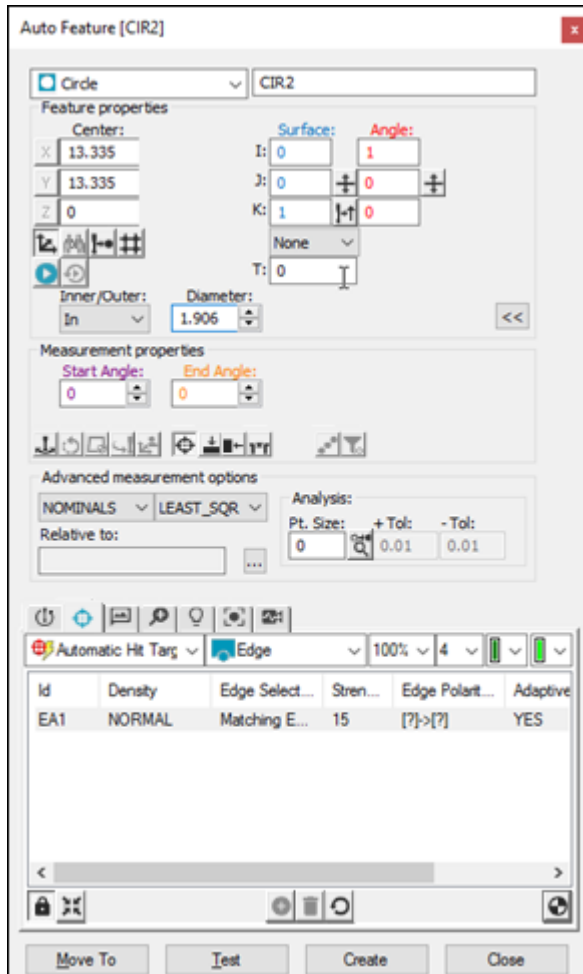 Auto Feature [CIR2]
x
Circle CIR2
Feature properties
Center: Surface: Angle:
X 13.335 I: 0 1
Y 13.335 J: 0 0
Z 0 K: 1 0
None
T: 0
Inner/Outer: Diameter:
In 1.906 <<
Measurement properties
Start Angle: End Angle:
0 0
Advanced measurement options
NOMINALS LEAST_SQR Analysis:
Pt. Size: + Tol: - Tol:
Relative to: 0 0.01 0.01
...
Automatic Hit Targ Edge 100% 4
Id Density Edge Select... Stren... Edge Polarit... Adaptive
EA1 NORMAL Matching E... 15 [?]->[?] YES
< >
Move To Test Create Close